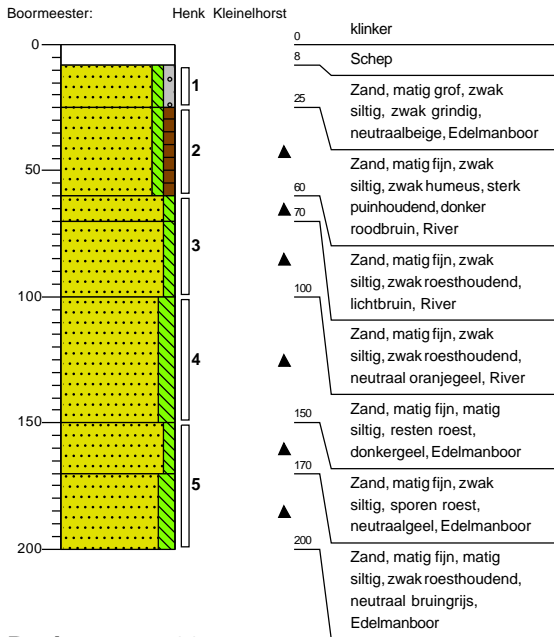 Boormeester: Henk Kleinelhorst
0
50
100
150
200
1
2
3
4
5
0
klinker
8
Schep
25
Zand, matig grof, zwak
siltig, zwak grindig,
neutraalbeige, Edelmanboor
60
Zand, matig fijn, zwak
siltig, zwak humeus, sterk
puinhoudend, donker
roodbruin, River
70
Zand, matig fijn, zwak
siltig, zwak roesthoudend,
lichtbruin, River
100
Zand, matig fijn, zwak
siltig, zwak roesthoudend,
neutraal oranjegeel, River
150
Zand, matig fijn, matig
siltig, resten roest,
donkergeel, Edelmanboor
170
Zand, matig fijn, zwak
siltig, sporen roest,
neutraalgeel, Edelmanboor
200
Zand, matig fijn, matig
siltig, zwak roesthoudend,
neutraal bruingrijs,
Edelmanboor